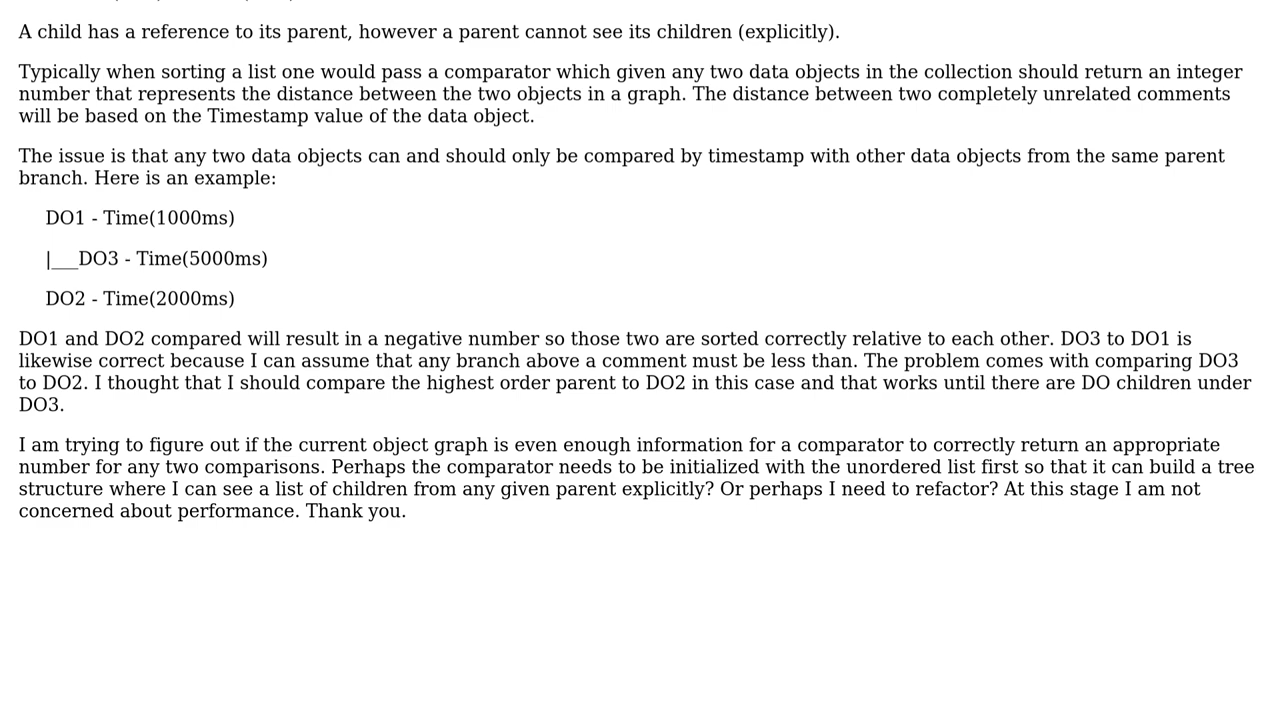 A child has a reference to its parent, however a parent cannot see its children (explicitly).
Typically when sorting a list one would pass a comparator which given any two data objects in the collection should return an integer
number that represents the distance between the two objects in a graph. The distance between two completely unrelated comments
will be based on the Timestamp value of the data object.
The issue is that any two data objects can and should only be compared by timestamp with other data objects from the same parent
branch. Here is an example:
DO1 - Time(1000ms)
|___DO3 - Time(5000ms)
DO2 - Time(2000ms)
DO1 and DO2 compared will result in a negative number so those two are sorted correctly relative to each other. DO3 to DO1 is
likewise correct because I can assume that any branch above a comment must be less than. The problem comes with comparing DO3
to DO2. I thought that I should compare the highest order parent to DO2 in this case and that works until there are DO children under
DO3.
I am trying to figure out if the current object graph is even enough information for a comparator to correctly return an appropriate
number for any two comparisons. Perhaps the comparator needs to be initialized with the unordered list first so that it can build a tree
structure where I can see a list of children from any given parent explicitly? Or perhaps I need to refactor? At this stage I am not
concerned about performance. Thank you.